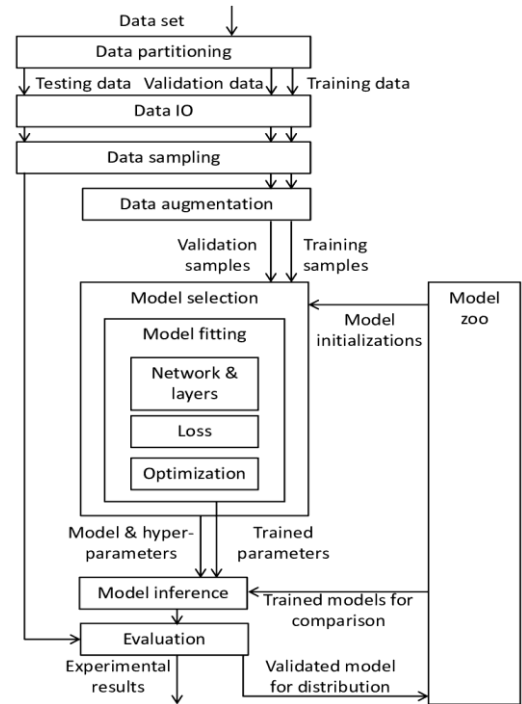 Data set
Data partitioning
Testing data
Validation data
Training data
Data IO
Data sampling
Data augmentation
Validation
samples
Training
samples
Model selection
Model
zoo
Model
initializations
Model fitting
Network &
layers
Loss
Optimization
Model & hyper-
parameters
Trained
parameters
Model inference
Trained models for
comparison
Evaluation
Experimental
results
Validated model
for distribution